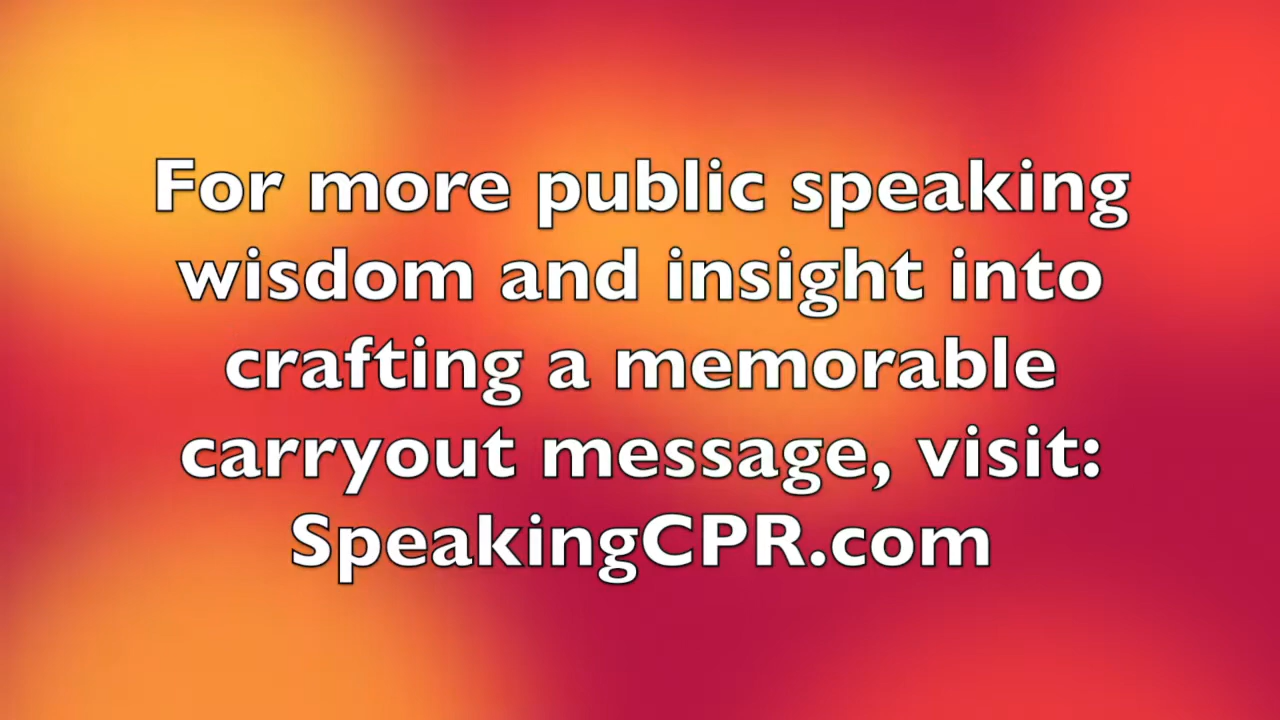 For more public speaking
wisdom and insight into
crafting a memorable
carryout message, visit:
SpeakingCPR.com